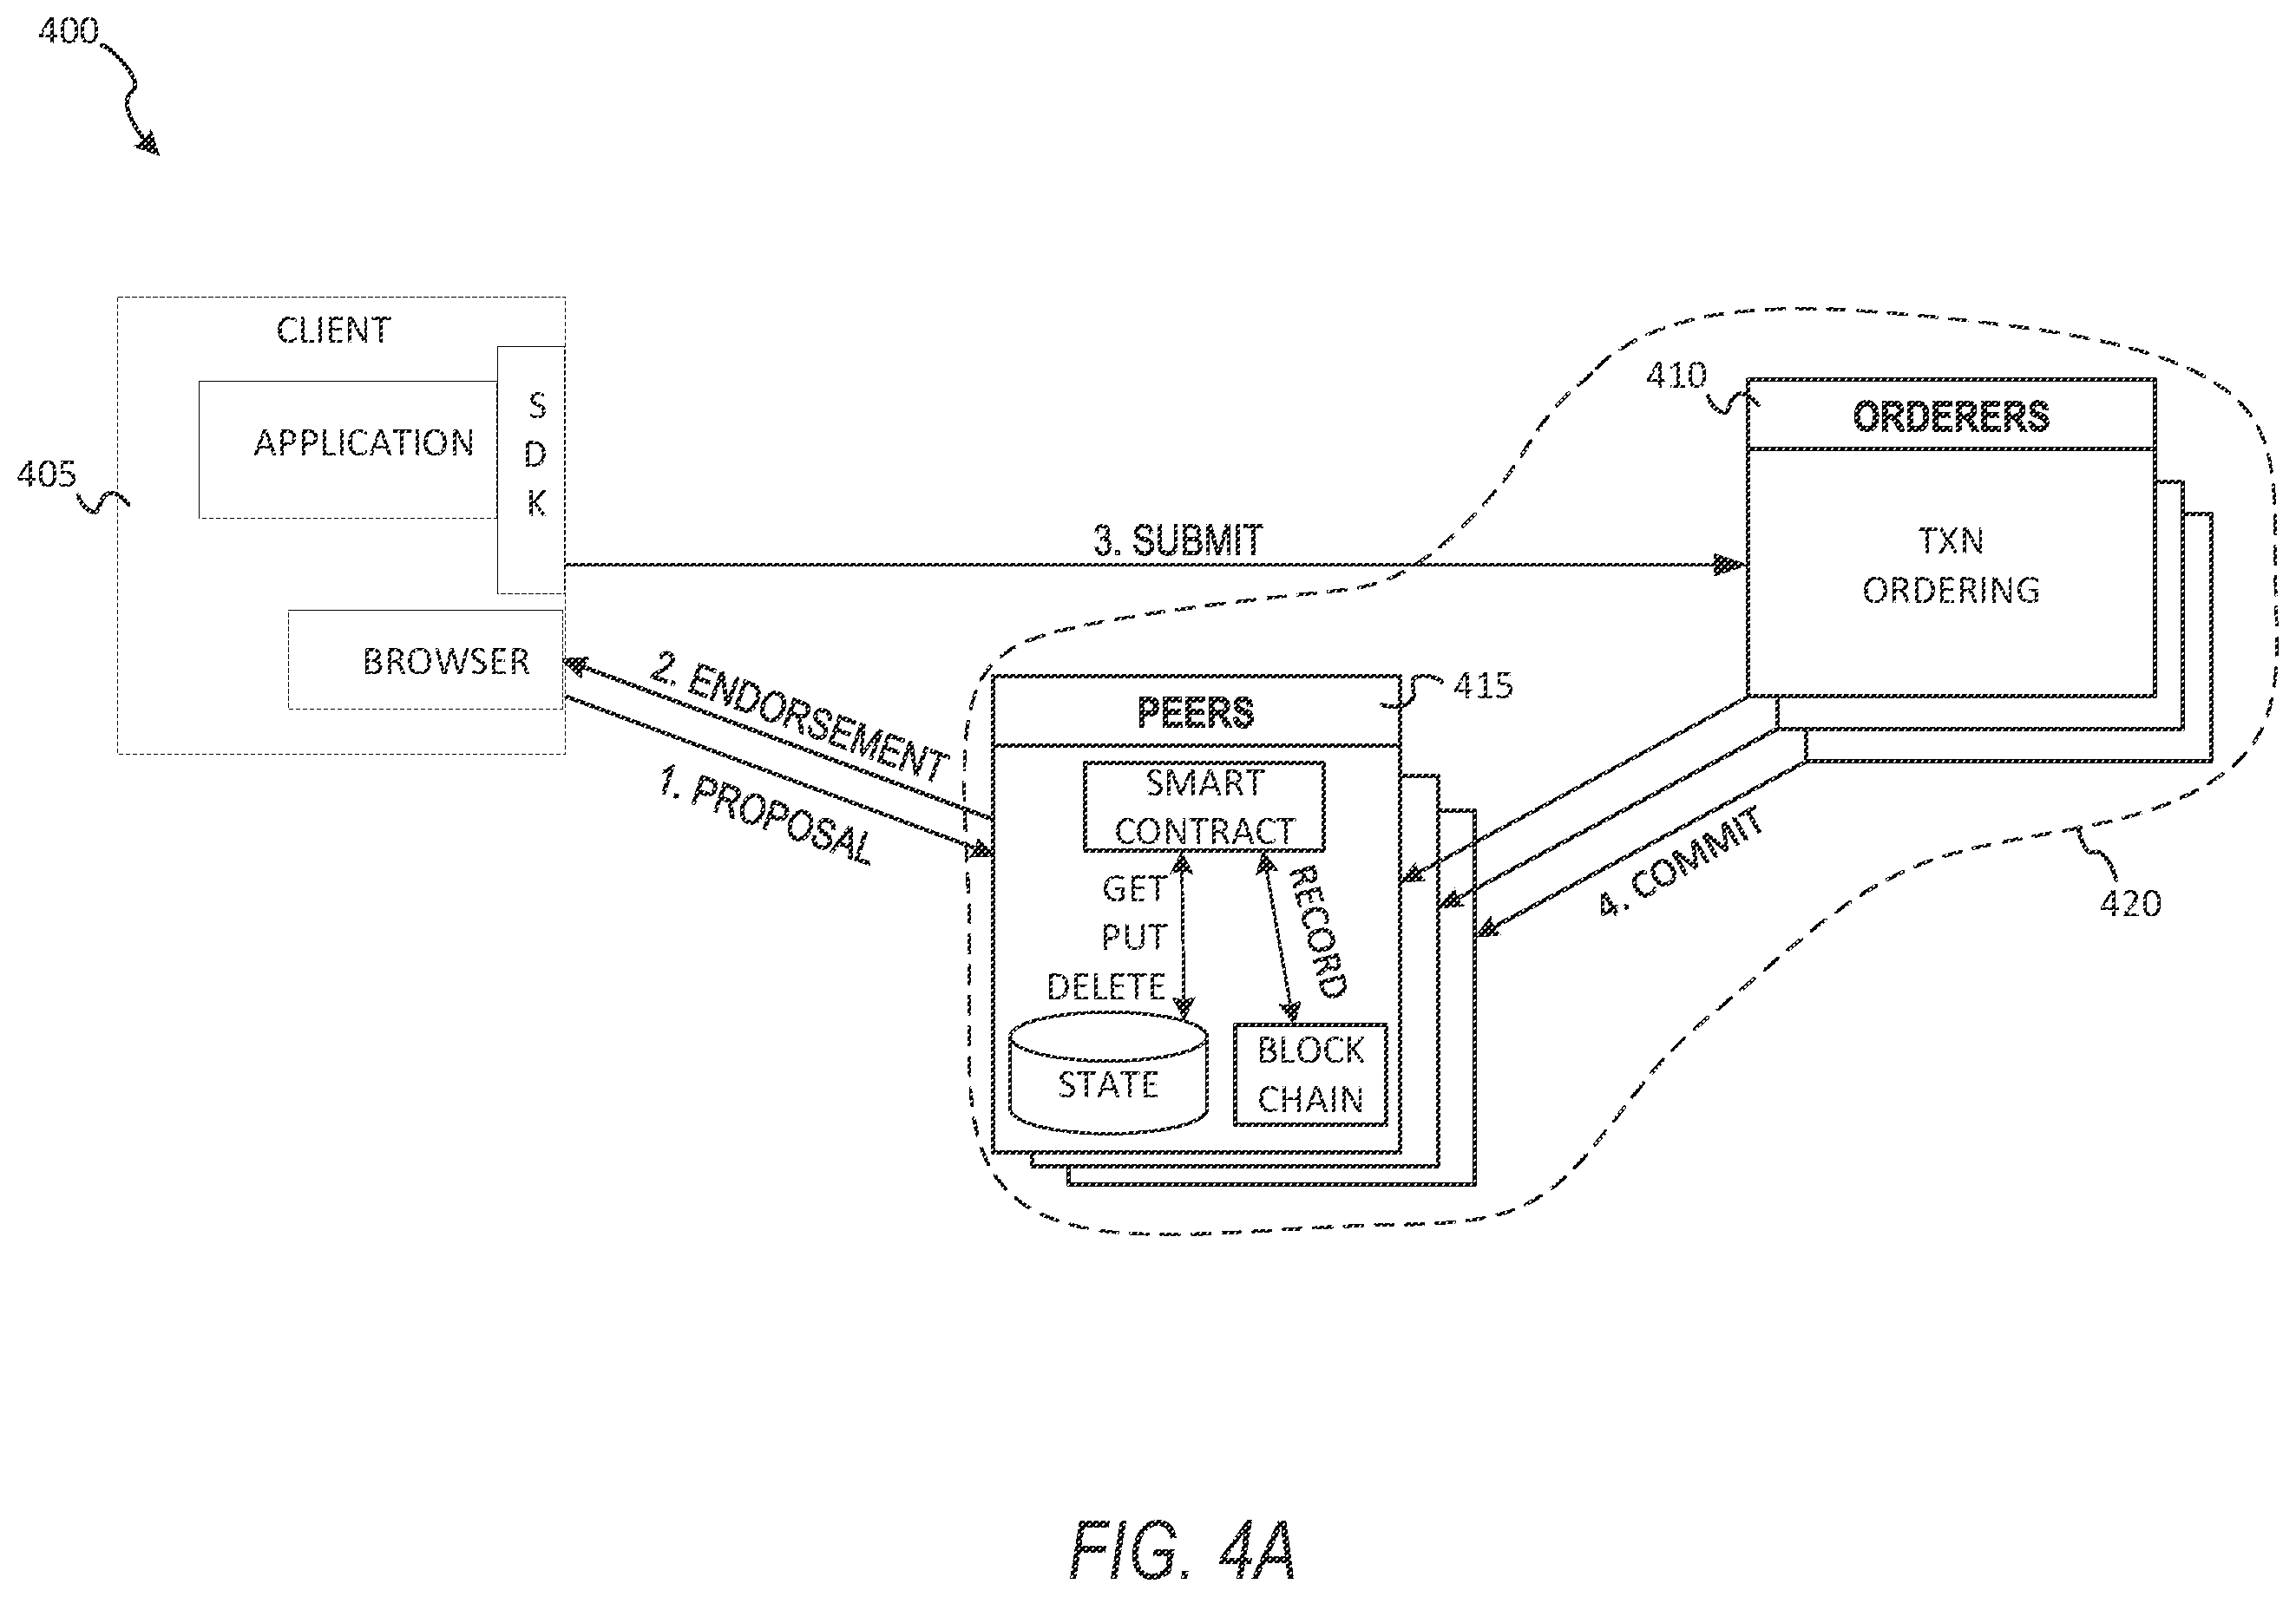 400
CLIENT
APPLICATION
S
D
K
405
BROWSER
3. SUBMIT
2. ENDORSEMENT
1. PROPOSAL
410
ORDERERS
TXN
ORDERING
415
PEERS
SMART
CONTRACT
GET
PUT
DELETE
RECORD
STATE
BLOCK
CHAIN
4. COMMIT
420
FIG. 4A